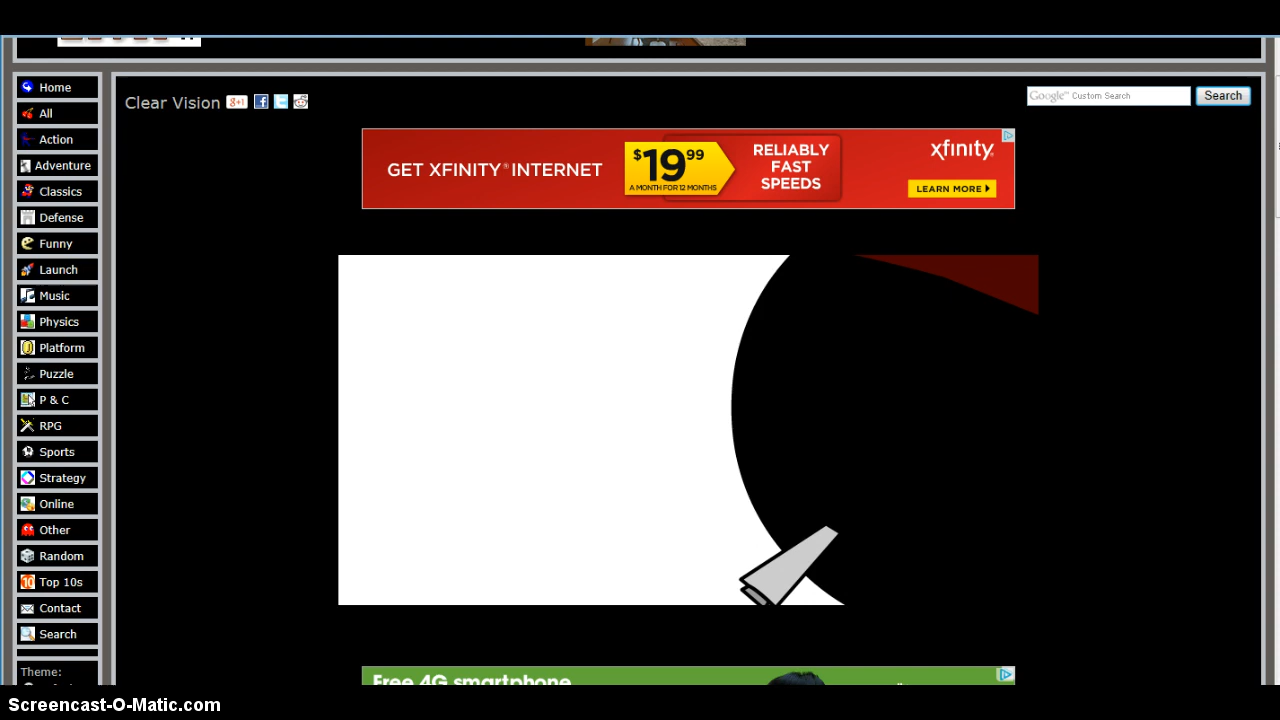 Home
All
Action
Adventure
Classics
Defense
Funny
Launch
Music
Physics
Platform
Puzzle
P & C
RPG
Sports
Strategy
Online
Other
Random
Top 10s
Contact
Search
Theme:
Clear Vision
Google™ Custom Search
Search
GET XFINITY® INTERNET
$19.99
A MONTH FOR 12 MONTHS
RELIABLY
FAST
SPEEDS
xfinity
LEARN MORE
Free 4G smartphone
Screencast-O-Matic.com